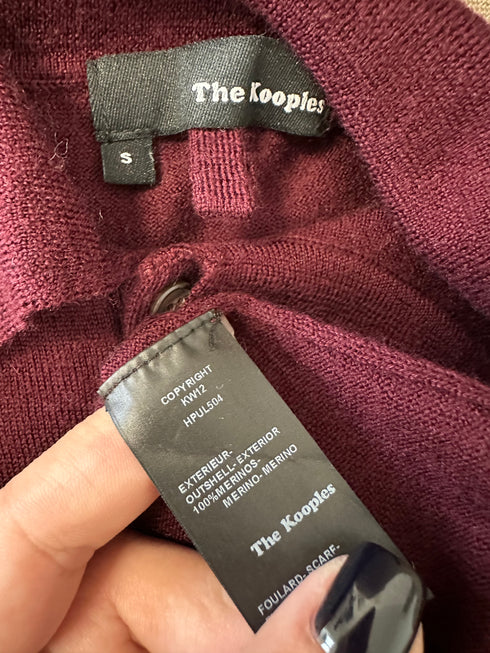 The Kooples
S
COPYRIGHT
KW12
HPUL504
EXTERIEUR-
OUTSHELL-EXTERIOR
100%MERINOS-
MERINO-MERINO
The Kooples
FOULARD-SCARF-